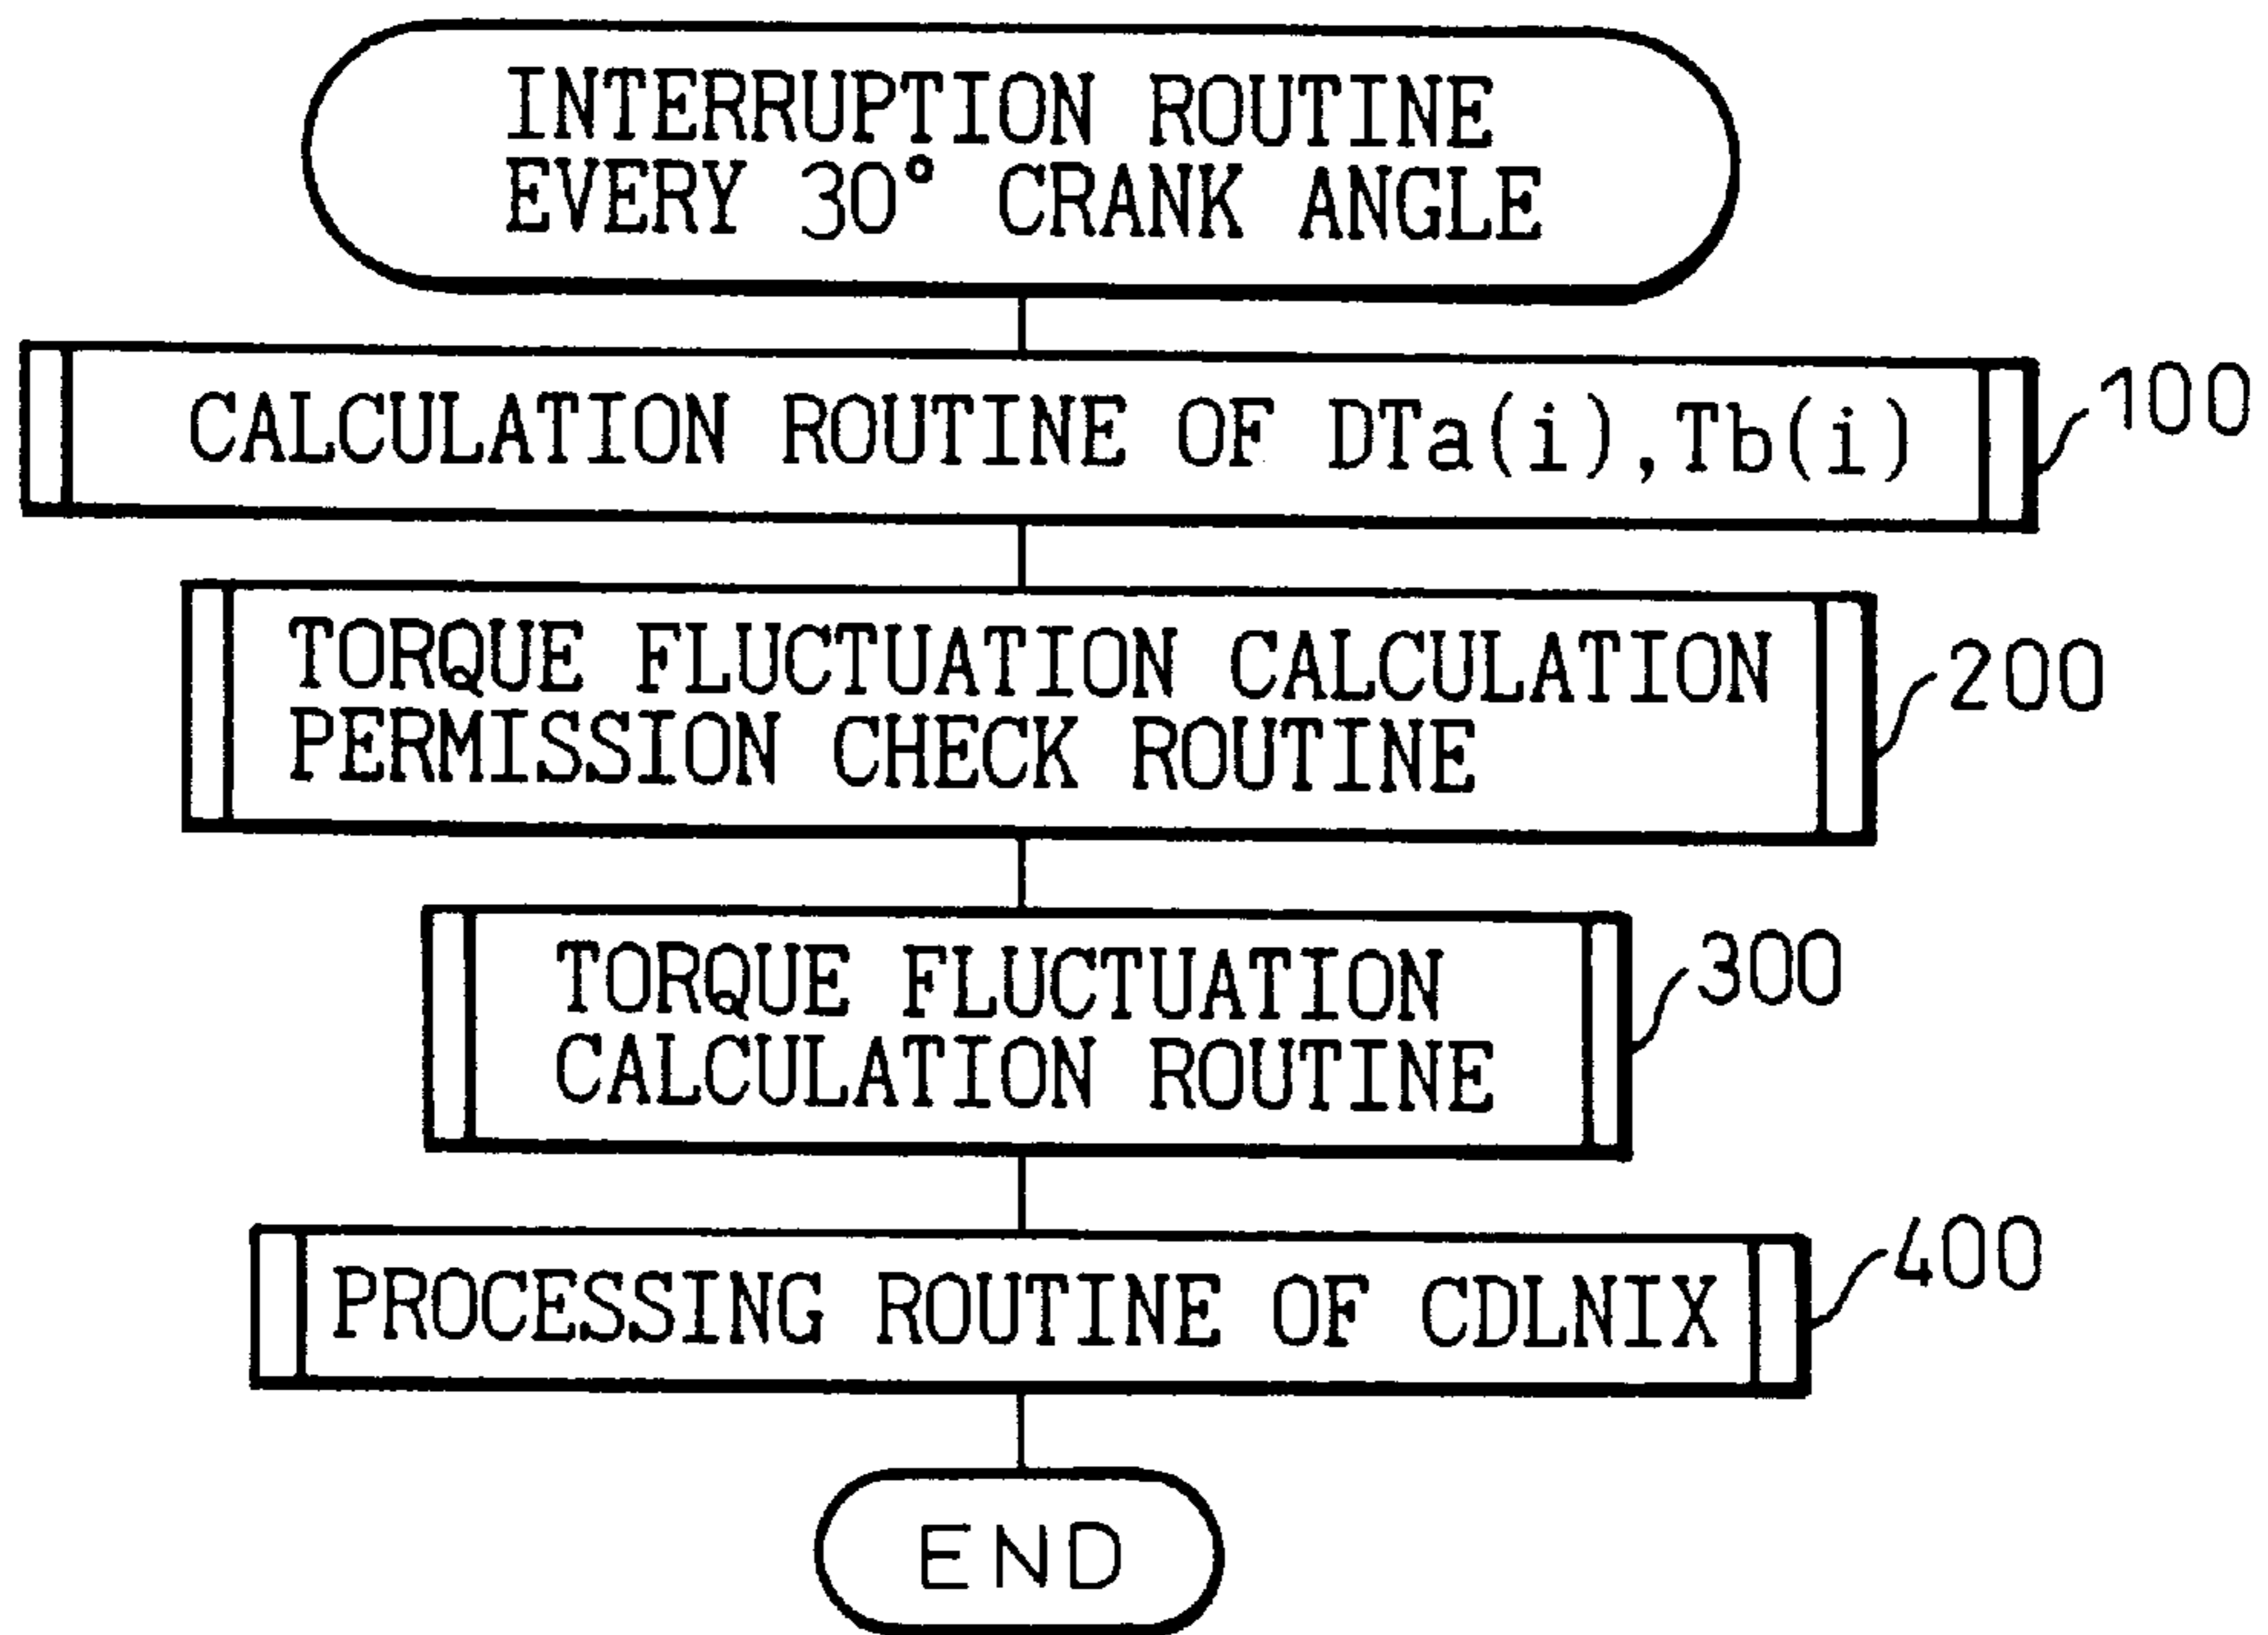 INTERRUPTION ROUTINE
EVERY 30° CRANK ANGLE
CALCULATION ROUTINE OF DTa(i),Tb(i)
100
TORQUE FLUCTUATION CALCULATION
PERMISSION CHECK ROUTINE
200
TORQUE FLUCTUATION
CALCULATION ROUTINE
300
PROCESSING ROUTINE OF CDLNIX
400
END